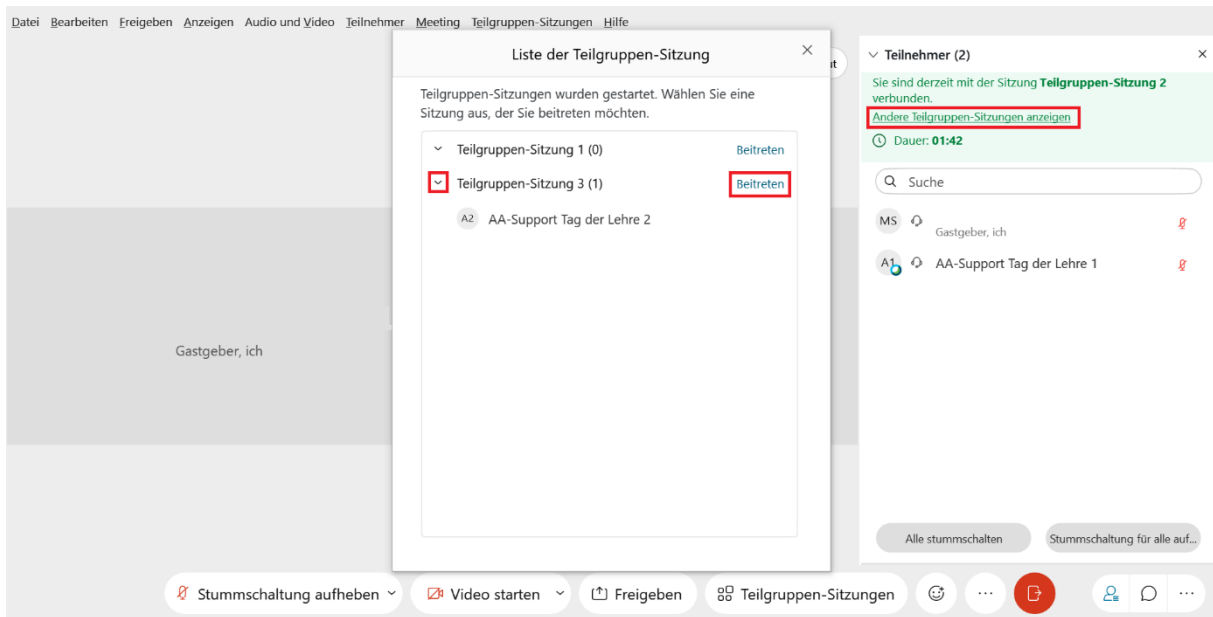 Datei Bearbeiten Freigeben Anzeigen Audio und Video Teilnehmer Meeting Teilgruppen-Sitzungen Hilfe
Liste der Teilgruppen-Sitzung
Teilgruppen-Sitzungen wurden gestartet. Wählen Sie eine
Sitzung aus, der Sie beitreten möchten.
Teilgruppen-Sitzung 1 (0) Beitreten
Teilgruppen-Sitzung 3 (1) Beitreten
A2 AA-Support Tag der Lehre 2
Gastgeber, ich
Teilnehmer (2)
Sie sind derzeit mit der Sitzung Teilgruppen-Sitzung 2
verbunden.
Andere Teilgruppen-Sitzungen anzeigen
Dauer: 01:42
Suche
MS
Gastgeber, ich
A1 AA-Support Tag der Lehre 1
Alle stummschalten Stummschaltung für alle auf...
Stummschaltung aufheben Video starten Freigeben Teilgruppen-Sitzungen